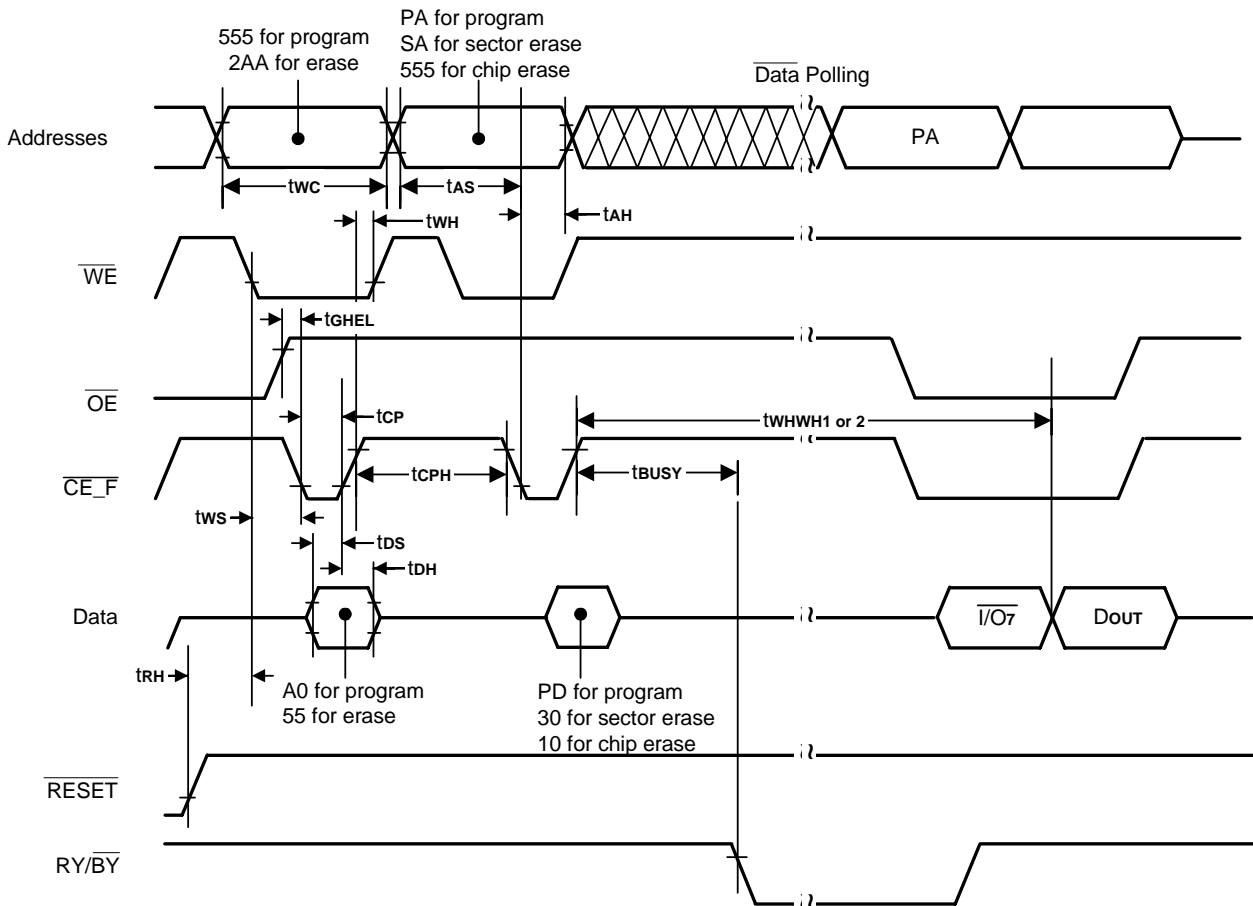 555 for program
2AA for erase
PA for program
SA for sector erase
555 for chip erase
Data Polling
Addresses
PA
tWC
tAS
tWH
tAH
WE
tGHEL
OE
tCP
tWHWH1 or 2
CE_F
tCPH
tBUSY
tWS
tDS
tDH
Data
I/O7
DOUT
tRH
A0 for program
55 for erase
PD for program
30 for sector erase
10 for chip erase
RESET
RY/BY